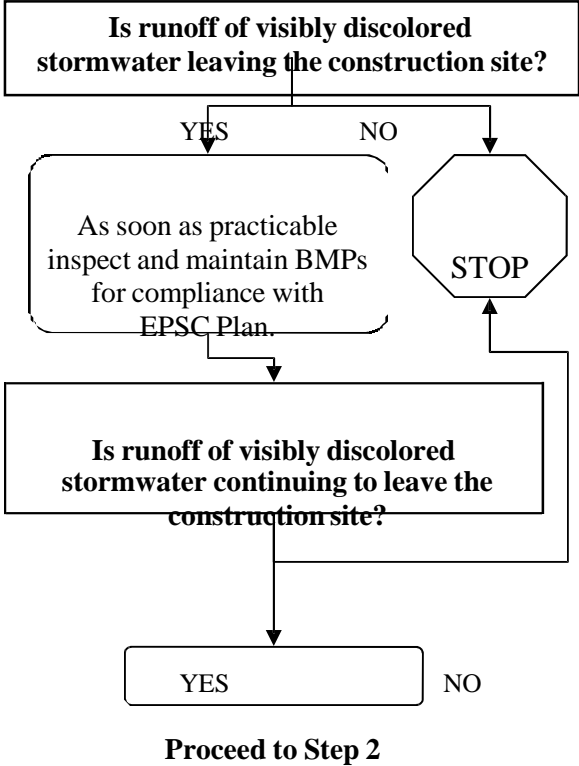 Is runoff of visibly discolored
stormwater leaving the construction site?
YES
NO
As soon as practicable
inspect and maintain BMPs
for compliance with
EPSC Plan.
STOP
Is runoff of visibly discolored
stormwater continuing to leave the
construction site?
YES
NO
Proceed to Step 2